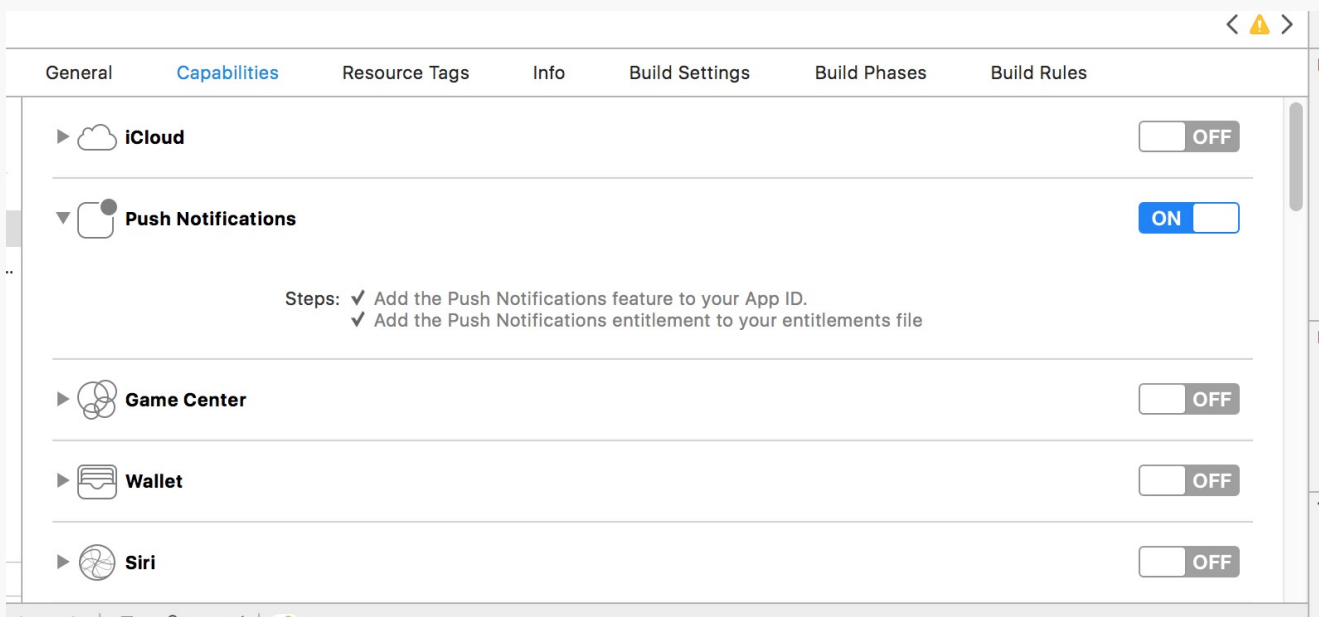 General Capabilities Resource Tags Info Build Settings Build Phases Build Rules
iCloud OFF
Push Notifications ON
Steps: ✓ Add the Push Notifications feature to your App ID.
✓ Add the Push Notifications entitlement to your entitlements file
Game Center OFF
Wallet OFF
Siri OFF